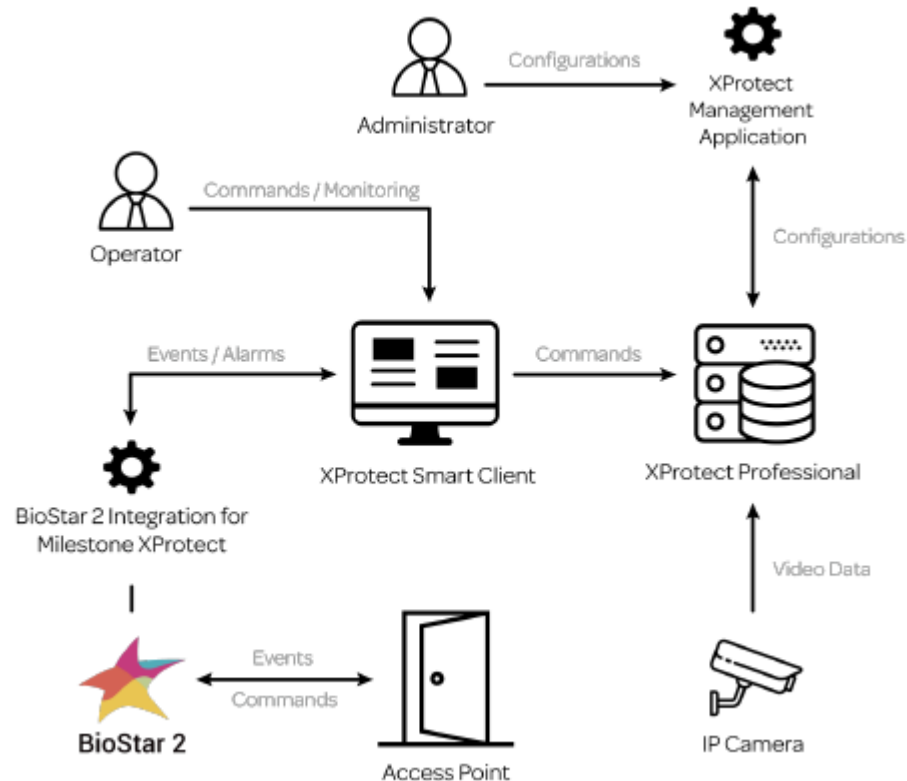 Configurations
Administrator
XProtect
Management
Application
Commands / Monitoring
Operator
Configurations
Events / Alarms
Commands
XProtect Smart Client
XProtect Professional
BioStar 2 Integration for
Milestone XProtect
Video Data
Events
Commands
BioStar 2
Access Point
IP Camera